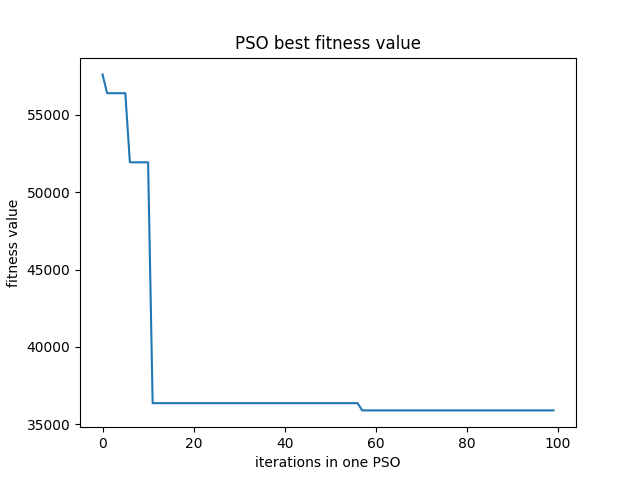 PSO best fitness value
fitness value
55000
50000
45000
40000
35000
0 20 40 60 80 100
iterations in one PSO